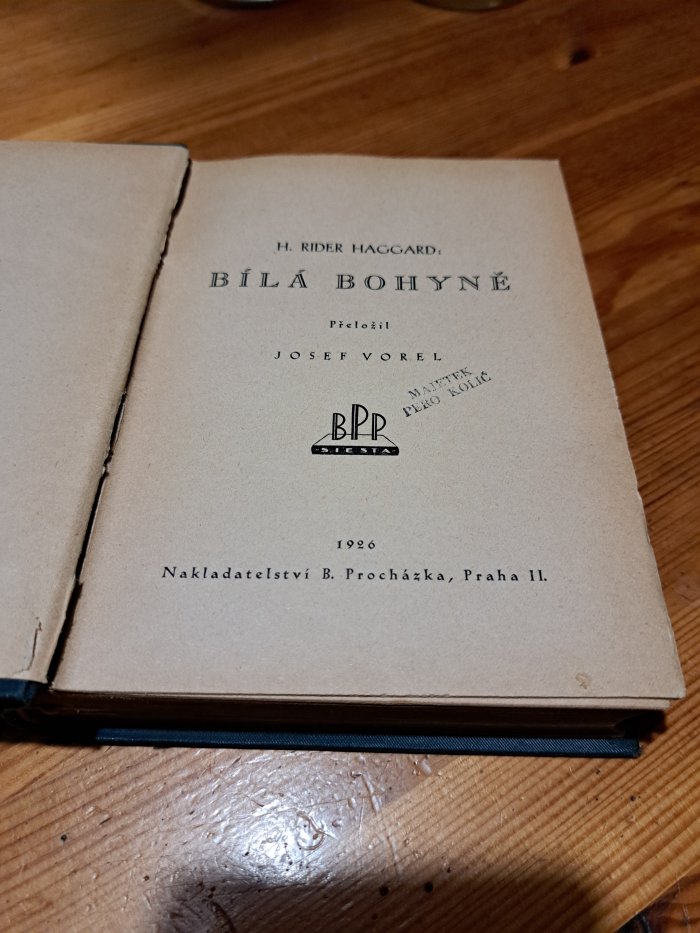 H. RIDER HAGGARD:
BÍLÁ BOHYNĚ
Přeložil
JOSEF VOREL
MAJETEK
PERO KOLIČ
BPP
SIESTA
1926
Nakladatelství B. Procházka, Praha II.